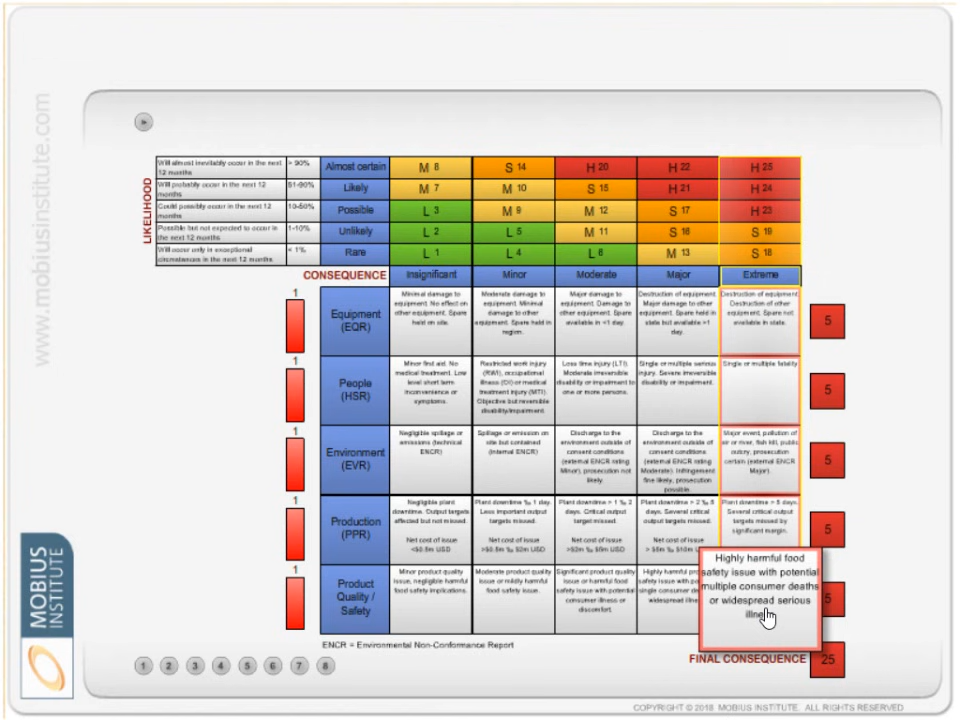 www.mobiusinstitute.com
LIKELIHOOD
Will almost inevitably occur in the next 12 months > 90% Almost certain M 8 S 14 H 20 H 22 H 25
Will probably occur in the next 12 months 51-90% Likely M 7 M 10 S 15 H 21 H 24
Could possibly occur in the next 12 months 10-50% Possible L 3 M 9 M 12 S 17 H 23
Possible but not expected to occur in the next 12 months 1-10% Unlikely L 2 L 5 M 11 S 16 S 19
Will occur only in exceptional circumstances in the next 12 months < 1% Rare L 1 L 4 L 6 M 13 S 18
CONSEQUENCE Insignificant Minor Moderate Major Extreme
1
Equipment (EQR)
Minimal damage to equipment. No effect on other equipment. Spare held on site.
Moderate damage to equipment. Minimal damage to other equipment. Spare held in region.
Major damage to equipment. Damage to other equipment. Spare available in <1 day.
Destruction of equipment. Major damage to other equipment. Spare held in state but available >1 day.
Destruction of equipment. Destruction to other equipment. Spare not available in state.
5
1
People (HSR)
Minor first aid. No medical treatment. Low level short term inconvenience or symptoms.
Restricted work injury (RWI), occupational illness (OI) or medical treatment injury (MTI) Objective but reversible disability/impairment.
Loss time injury (LTI). Moderate irreversible disability or impairment to one or more persons.
Single or multiple serious injury. Severe irreversible disability or impairment.
Single or multiple fatality
5
1
Environment (EVR)
Negligible spillage or emissions (technical ENCR)
Spillage or emission on site but contained (internal ENCR)
Discharge to the environment outside of consent conditions (external ENCR rating Minor), prosecution not likely.
Discharge to the environment outside of consent conditions (external ENCR rating Moderate). Infringement fine likely, prosecution possible.
Major event, pollution of air or river, fish kill, public outcry, prosecution certain (external ENCR Major).
5
1
Production (PPR)
Negligible plant downtime. Output targets affected but not missed.
Net cost of issue <$0.5m USD
Plant downtime ‰ 1 day. Less important output targets missed.
Net cost of issue >$0.5m ‰ $2m USD
Plant downtime > 1 ‰ 2 days. Critical output target missed.
Net cost of issue >$2m ‰ $5m USD
Plant downtime > 2 ‰ 5 days. Several critical output targets missed.
Net cost of issue > $5m ‰ $10m
Plant downtime > 5 days. Several critical output targets missed by significant margin.
5
1
Product Quality / Safety
Minor product quality issue, negligible harmful food safety implications.
Moderate product quality issue or mildly harmful food safety issue.
Significant product quality issue or harmful food safety issue with potential consumer illness or discomfort.
Highly harmful safety issue with single consumer widespread
Highly harmful food safety issue with potential multiple consumer deaths or widespread serious
5
ENCR = Environmental Non-Conformance Report
FINAL CONSEQUENCE 25
1 2 3 4 5 6 7 8
MOBIUS INSTITUTE
COPYRIGHT © 2018 MOBIUS INSTITUTE. ALL RIGHTS RESERVED